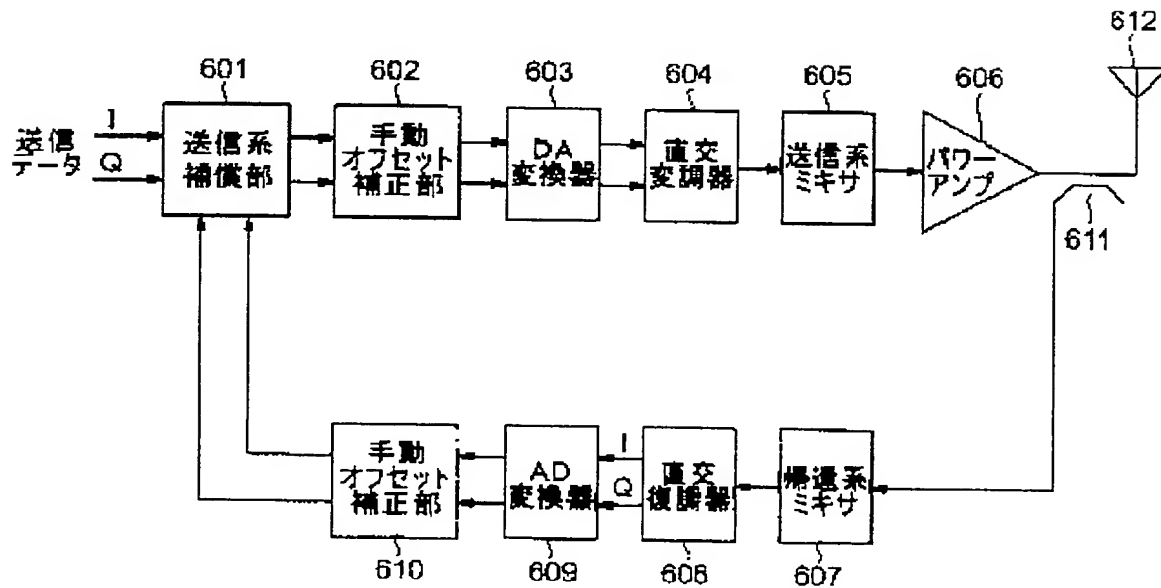 612
601
602
603
604
605
606
送信
データ
I
Q
送信系
補償部
手動
オフセット
補正部
DA
変換器
直交
変調器
送信系
ミキサ
パワー
アンプ
611
手動
オフセット
補正部
AD
変換器
I
Q
直交
復調器
帰還系
ミキサ
610
609
608
607